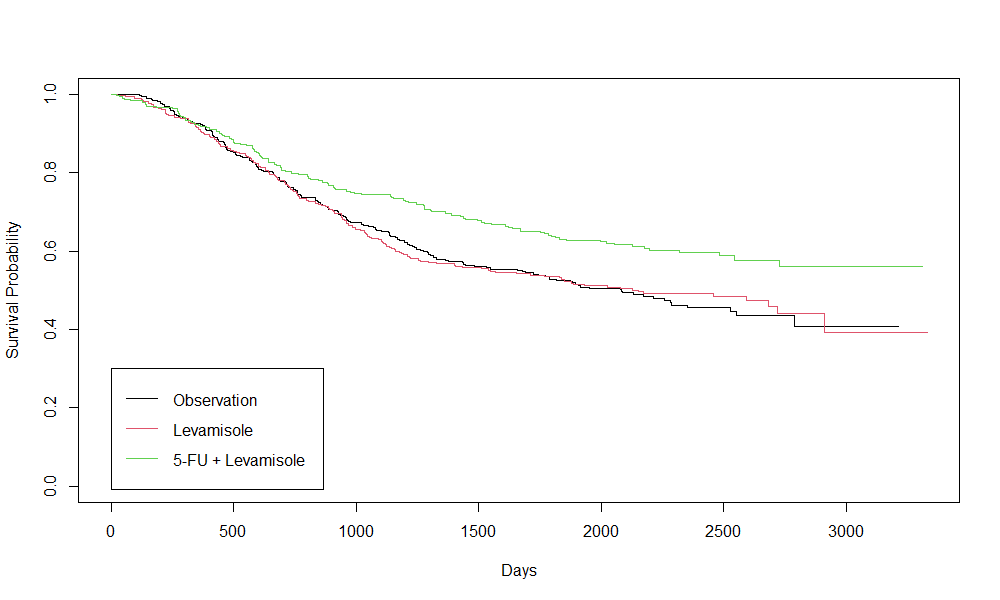 Survival Probability
1.0
0.8
0.6
0.4
0.2
0.0
Observation
Levamisole
5-FU + Levamisole
0 500 1000 1500 2000 2500 3000
Days